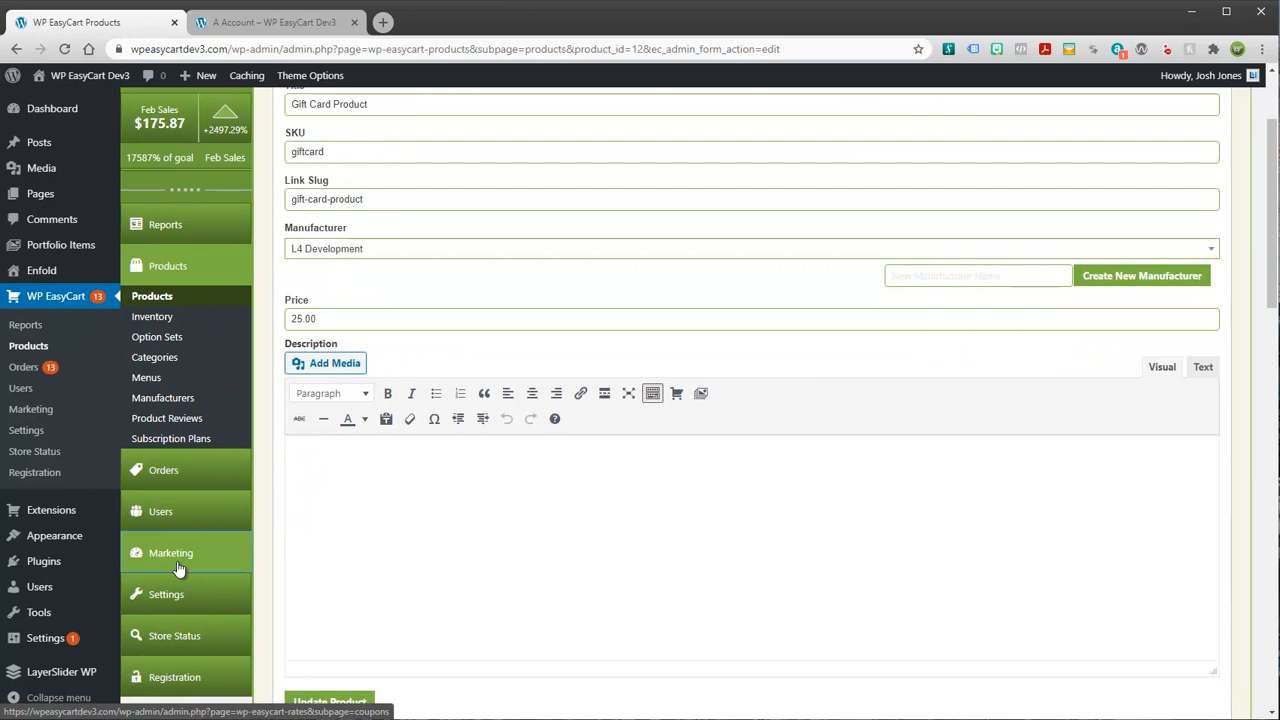 WP EasyCart Products
A Account – WP EasyCart Dev3
wpeasycartdev3.com/wp-admin/admin.php?page=wp-easycart-products&subpage=products&product_id=12&ec_admin_form_action=edit
WP EasyCart Dev3 0 New Caching Theme Options Howdy, Josh Jones
Dashboard
Posts
Media
Pages
Comments
Portfolio Items
Enfold
WP EasyCart 13
Reports
Products
Orders 13
Users
Marketing
Settings
Store Status
Registration
Extensions
Appearance
Plugins
Users
Tools
Settings 1
LayerSlider WP
Collapse menu
Feb Sales
$175.87
+2497.29%
17587% of goal Feb Sales
Reports
Products
Products
Inventory
Option Sets
Categories
Menus
Manufacturers
Product Reviews
Subscription Plans
Orders
Users
Marketing
Settings
Store Status
Registration
Title
Gift Card Product
SKU
giftcard
Link Slug
gift-card-product
Manufacturer
L4 Development
New Manufacturer Name Create New Manufacturer
Price
25.00
Description
Add Media
Visual Text
Paragraph
ABC
Update Product
https://wpeasycartdev3.com/wp-admin/admin.php?page=wp-easycart-rates&subpage=coupons